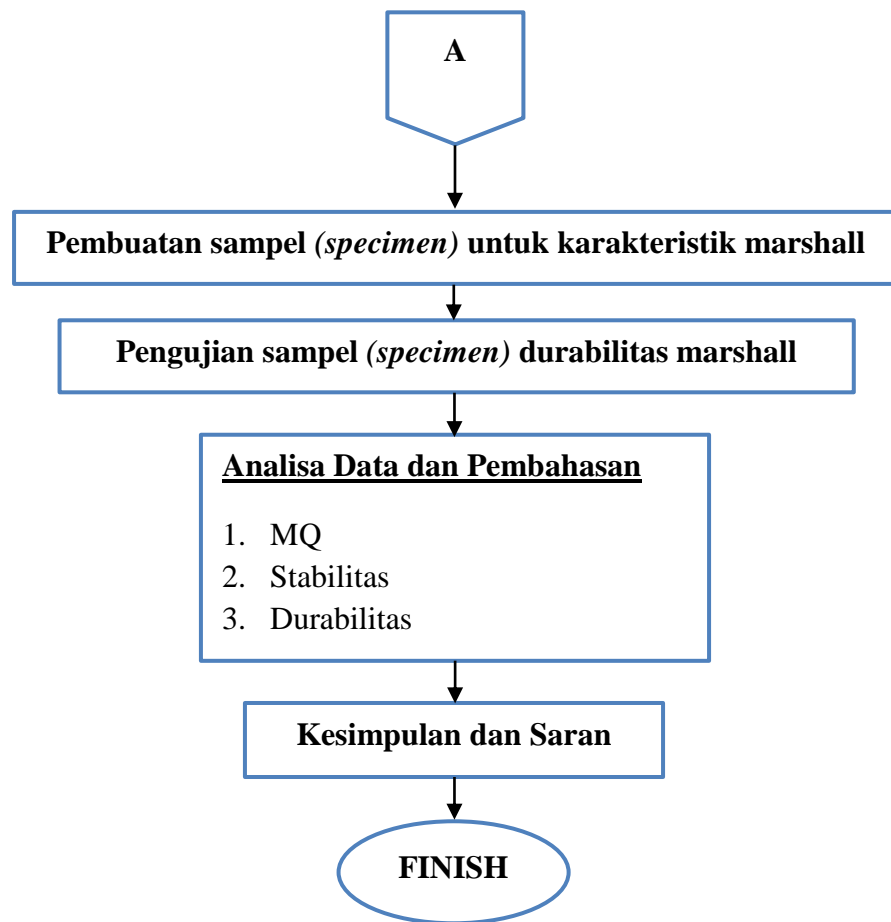 A
Pembuatan sampel (specimen) untuk karakteristik marshall
Pengujian sampel (specimen) durabilitas marshall
Analisa Data dan Pembahasan
1. MQ
2. Stabilitas
3. Durabilitas
Kesimpulan dan Saran
FINISH